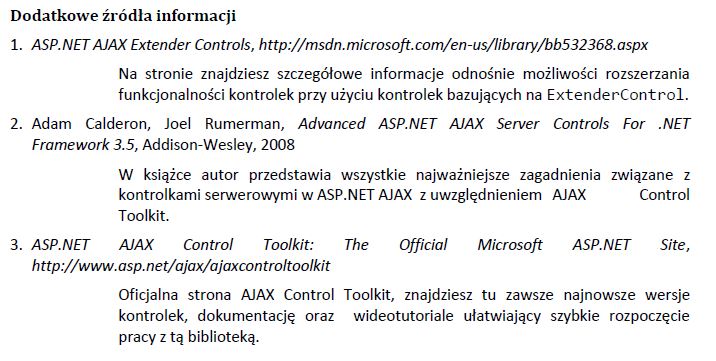 Dodatkowe źródła informacji
1. ASP.NET AJAX Extender Controls, http://msdn.microsoft.com/en-us/library/bb532368.aspx
Na stronie znajdziesz szczegółowe informacje odnośnie możliwości rozszerzania
funkcjonalności kontrolek przy użyciu kontrolek bazujących na ExtenderControl.
2. Adam Calderon, Joel Rumerman, Advanced ASP.NET AJAX Server Controls For .NET
Framework 3.5, Addison-Wesley, 2008
W książce autor przedstawia wszystkie najważniejsze zagadnienia związane z
kontrolkami serwerowymi w ASP.NET AJAX z uwzględnieniem AJAX Control
Toolkit.
3. ASP.NET AJAX Control Toolkit: The Official Microsoft ASP.NET Site,
http://www.asp.net/ajax/ajaxcontroltoolkit
Oficjalna strona AJAX Control Toolkit, znajdziesz tu zawsze najnowsze wersje
kontrolek, dokumentację oraz wideotutoriale ułatwiający szybkie rozpoczęcie
pracy z tą biblioteką.